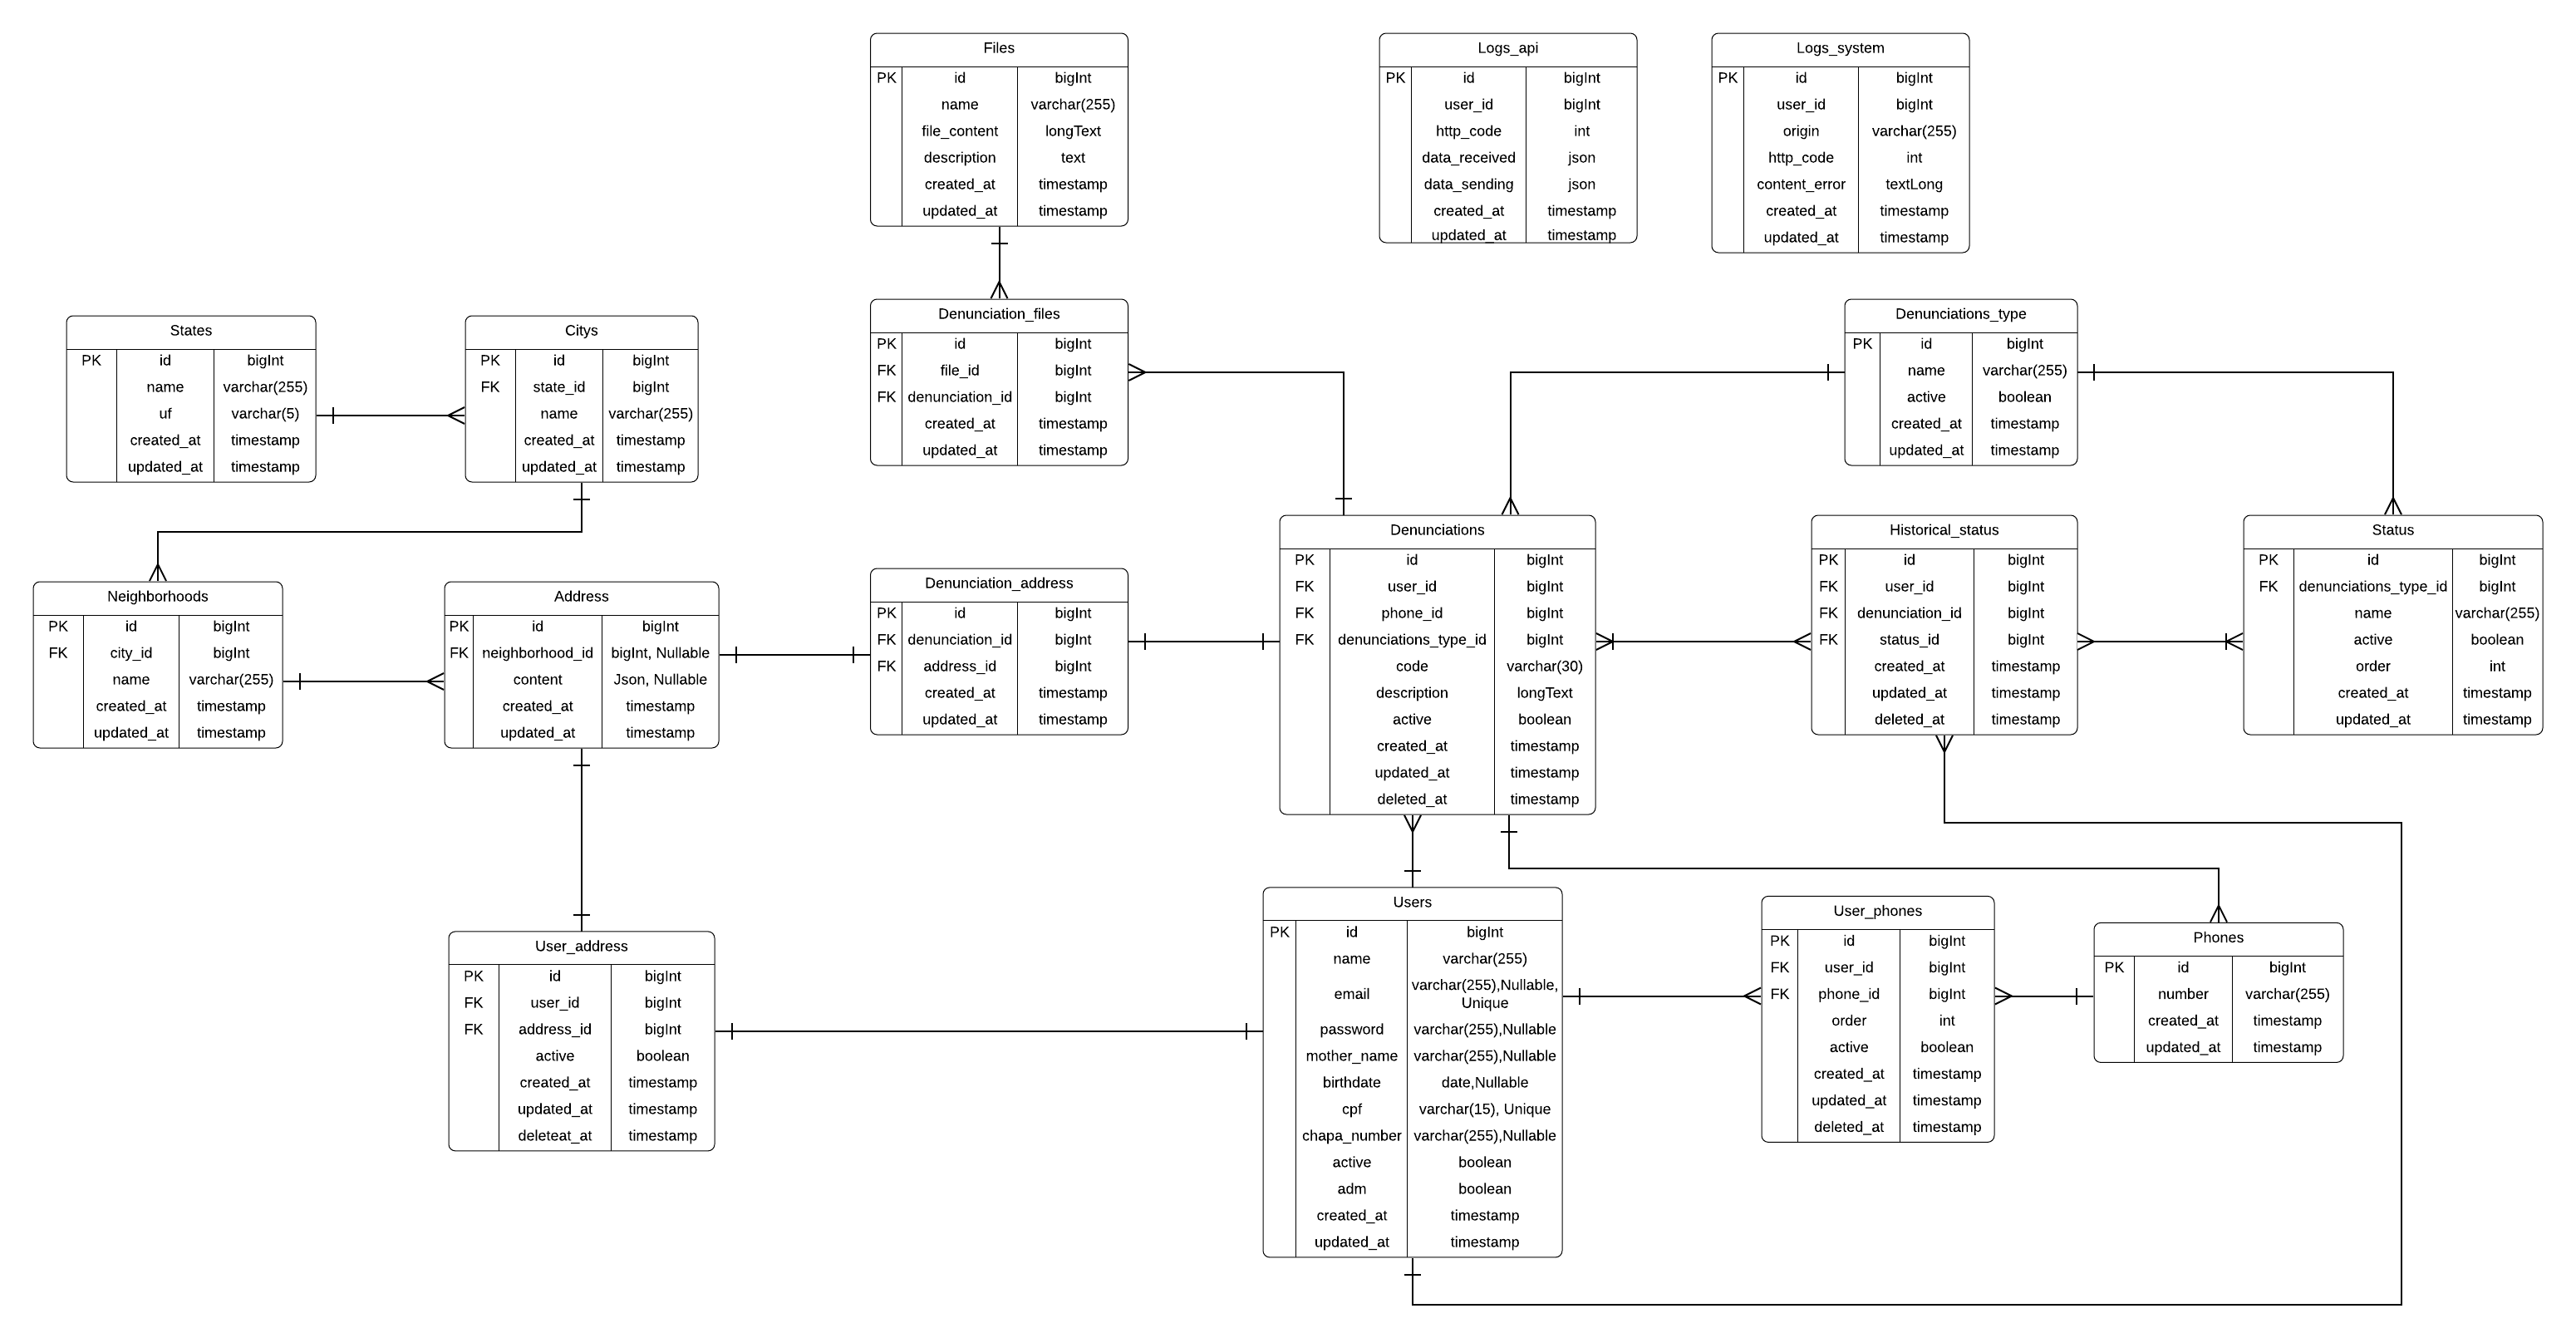 Files
PK id bigInt
name varchar(255)
file_content longText
description text
created_at timestamp
updated_at timestamp
Logs_api
PK id bigInt
user_id bigInt
http_code int
data_received json
data_sending json
created_at timestamp
updated_at timestamp
Logs_system
PK id bigInt
user_id bigInt
origin varchar(255)
http_code int
content_error textLong
created_at timestamp
updated_at timestamp
States
PK id bigInt
name varchar(255)
uf varchar(5)
created_at timestamp
updated_at timestamp
Citys
PK id bigInt
FK state_id bigInt
name varchar(255)
created_at timestamp
updated_at timestamp
Denunciation_files
PK id bigInt
FK file_id bigInt
FK denunciation_id bigInt
created_at timestamp
updated_at timestamp
Denunciations_type
PK id bigInt
name varchar(255)
active boolean
created_at timestamp
updated_at timestamp
Neighborhoods
PK id bigInt
FK city_id bigInt
name varchar(255)
created_at timestamp
updated_at timestamp
Address
PK id bigInt
FK neighborhood_id bigInt, Nullable
content Json, Nullable
created_at timestamp
updated_at timestamp
Denunciation_address
PK id bigInt
FK denunciation_id bigInt
FK address_id bigInt
created_at timestamp
updated_at timestamp
Denunciations
PK id bigInt
FK user_id bigInt
FK phone_id bigInt
FK denunciations_type_id bigInt
code varchar(30)
description longText
active boolean
created_at timestamp
updated_at timestamp
deleted_at timestamp
Historical_status
PK id bigInt
FK user_id bigInt
FK denunciation_id bigInt
FK status_id bigInt
created_at timestamp
updated_at timestamp
deleted_at timestamp
Status
PK id bigInt
FK denunciations_type_id bigInt
name varchar(255)
active boolean
order int
created_at timestamp
updated_at timestamp
User_address
PK id bigInt
FK user_id bigInt
FK address_id bigInt
active boolean
created_at timestamp
updated_at timestamp
deleteat_at timestamp
Users
PK id bigInt
name varchar(255)
email varchar(255),Nullable,
Unique
password varchar(255),Nullable
mother_name varchar(255),Nullable
birthdate date,Nullable
cpf varchar(15), Unique
chapa_number varchar(255),Nullable
active boolean
adm boolean
created_at timestamp
updated_at timestamp
User_phones
PK id bigInt
FK user_id bigInt
FK phone_id bigInt
order int
active boolean
created_at timestamp
updated_at timestamp
deleted_at timestamp
Phones
PK id bigInt
number varchar(255)
created_at timestamp
updated_at timestamp